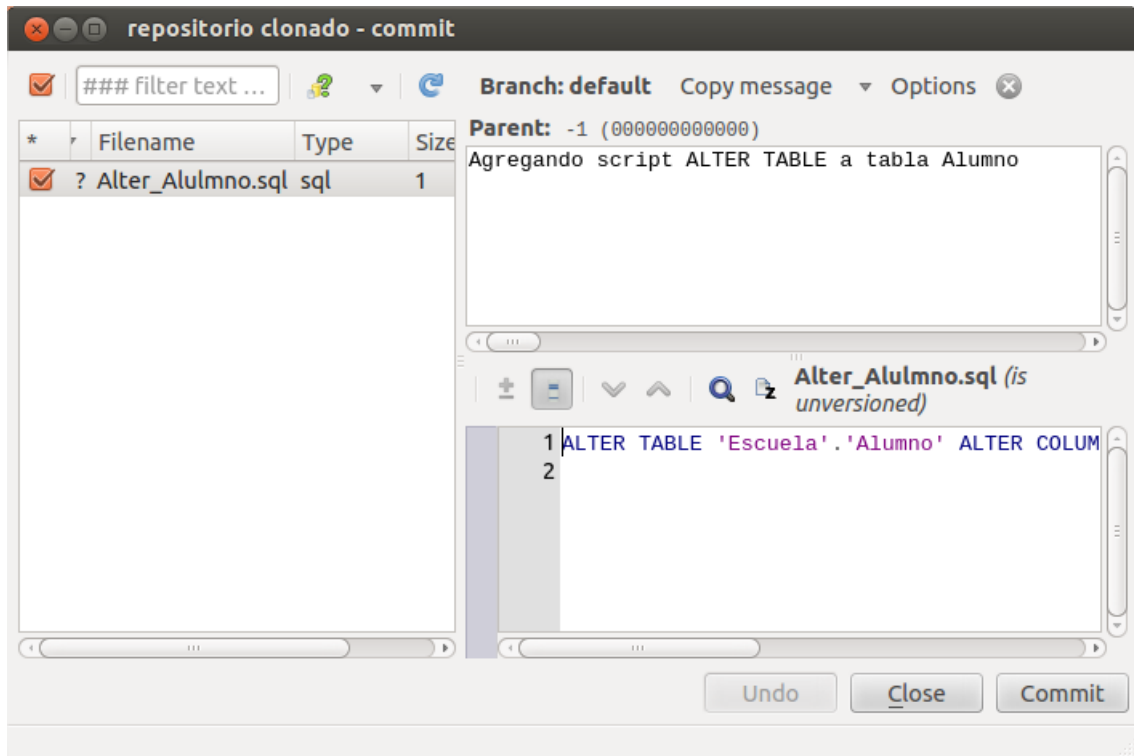 repositorio clonado - commit
### filter text ...
Branch: default Copy message Options
Parent: -1 (000000000000)
* Filename Type Size
Agregando script ALTER TABLE a tabla Alumno
? Alter_Alulmno.sql sql 1
Alter_Alulmno.sql (is
unversioned)
1 ALTER TABLE 'Escuela'.'Alumno' ALTER COLUM
2
Undo Close Commit